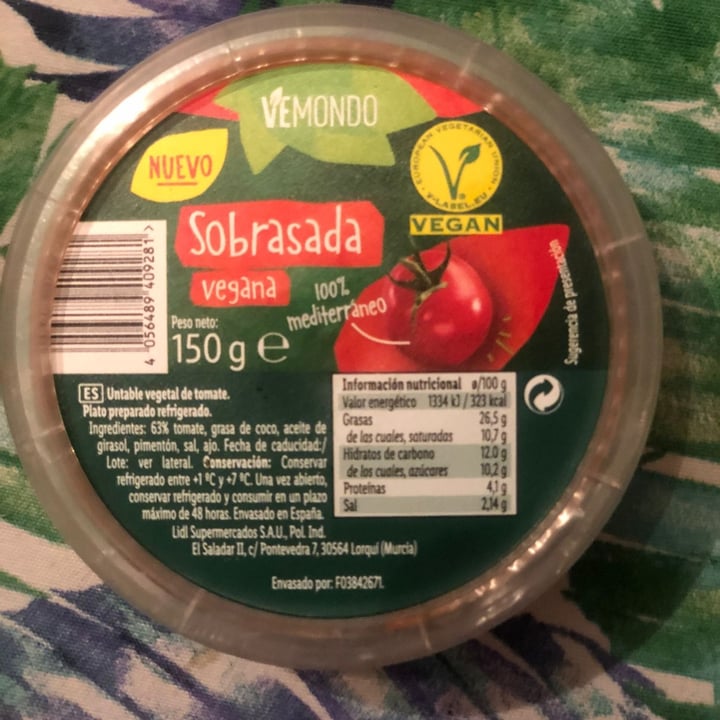 VEMONDO
NUEVO
EUROPEAN VEGETARIAN UNION
V-LABEL.EU
VEGAN
Sobrasada
vegana
100%
mediterráneo
Sugerencia de presentación
4 056489 409281 >
Peso neto:
150 g e
ES Untable vegetal de tomate.
Plato preparado refrigerado.
Ingredientes: 63% tomate, grasa de coco, aceite de
girasol, pimentón, sal, ajo. Fecha de caducidad:/
Lote: ver lateral. Conservación: Conservar
refrigerado entre +1 ºC y +7 ºC. Una vez abierto,
conservar refrigerado y consumir en un plazo
máximo de 48 horas. Envasado en España.
Lidl Supermercados S.A.U., Pol. Ind.
El Saladar II, c/ Pontevedra 7, 30564 Lorquí (Murcia)
Envasado por: F03842671.
Información nutricional ø/100 g
Valor energético 1334 kJ / 323 kcal
Grasas 26,5 g
de las cuales, saturadas 10,7 g
Hidratos de carbono 12,0 g
de los cuales, azúcares 10,2 g
Proteínas 4,1 g
Sal 2,14 g